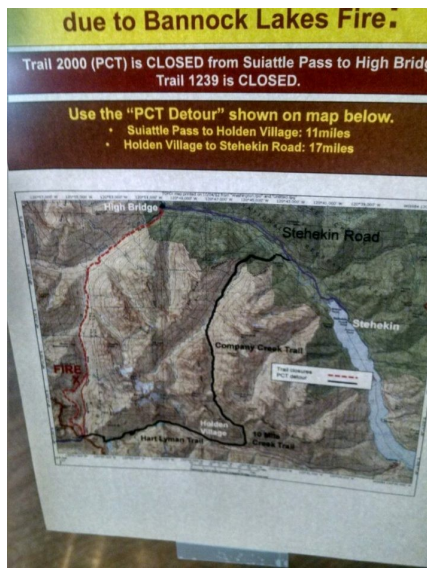 due to Bannock Lakes Fire:
Trail 2000 (PCT) is CLOSED from Suiattle Pass to High Bridg
Trail 1239 is CLOSED.
Use the “PCT Detour” shown on map below.
• Suiattle Pass to Holden Village: 11miles
• Holden Village to Stehekin Road: 17miles
High Bridge
Stehekin Road
Stehekin
Company Creek Trail
Trail closures
PCT detour
FIRE
X
Holden
Village
10 Mile
Creek Trail
Hart Lyman Trail